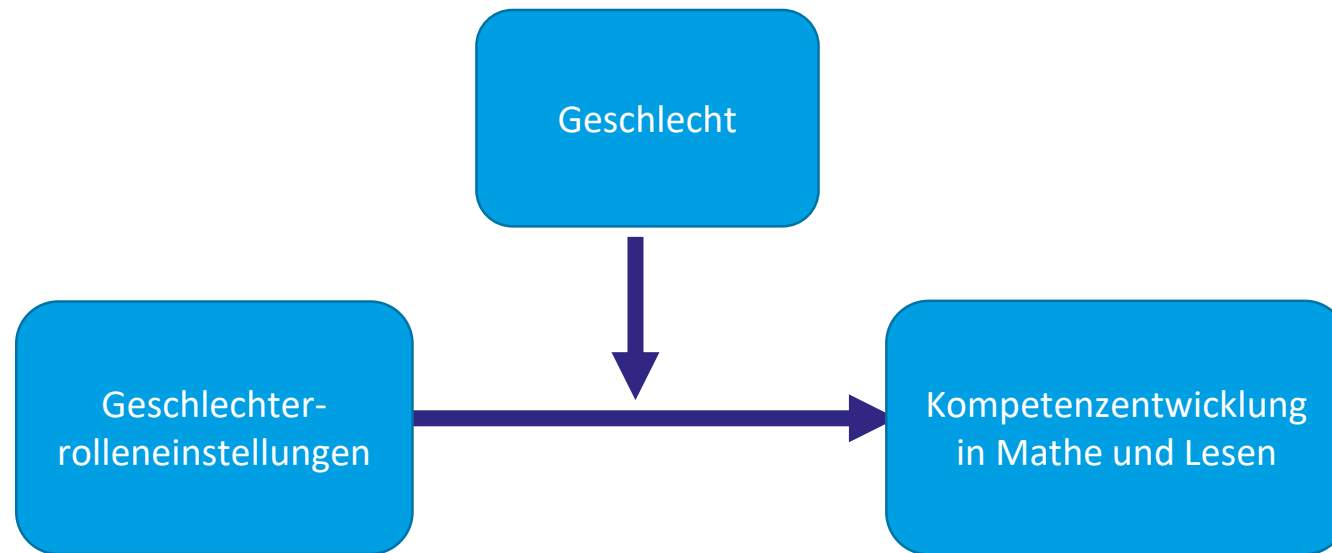 Geschlecht
Geschlechter-
rolleneinstellungen
Kompetenzentwicklung
in Mathe und Lesen